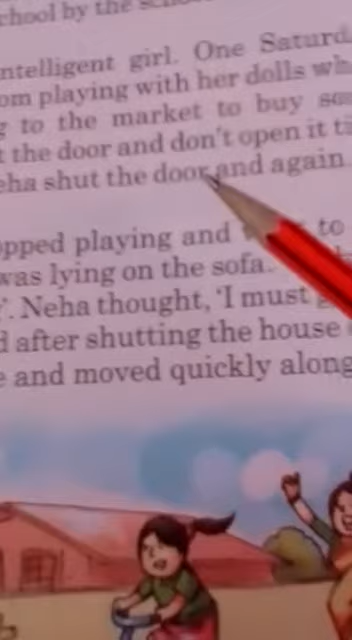 chool by the
ntelligent girl. One Saturd
om playing with her dolls wh
g to the market to buy
t the door and don't open it ti
eha shut the door and again
opped playing and to
was lying on the sofa.
'. Neha thought, 'I must
d after shutting the house
e and moved quickly along